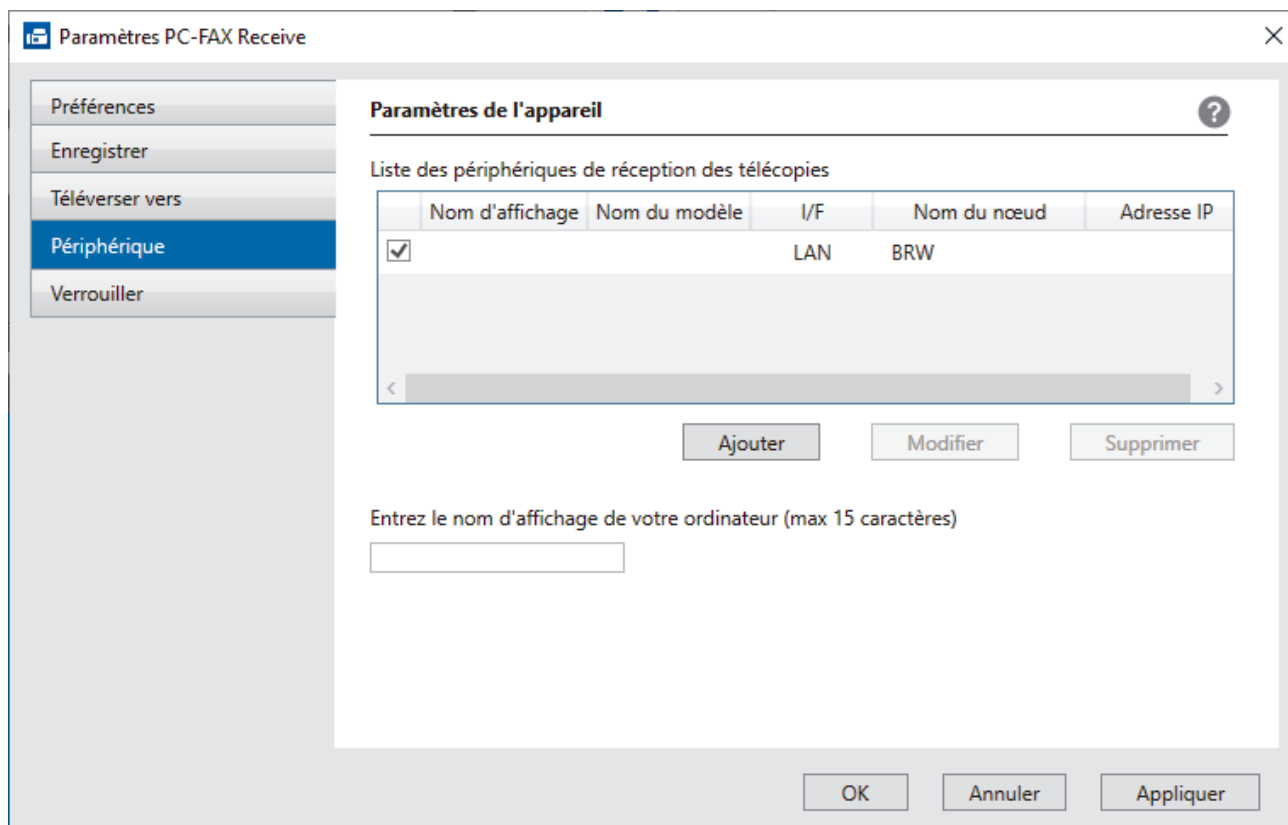 Paramètres PC-FAX Receive
Préférences
Enregistrer
Téléverser vers
Périphérique
Verrouiller
Paramètres de l'appareil
?
Liste des périphériques de réception des télécopies
Nom d'affichage Nom du modèle I/F Nom du nœud Adresse IP
LAN BRW
Ajouter Modifier Supprimer
Entrez le nom d'affichage de votre ordinateur (max 15 caractères)
OK Annuler Appliquer